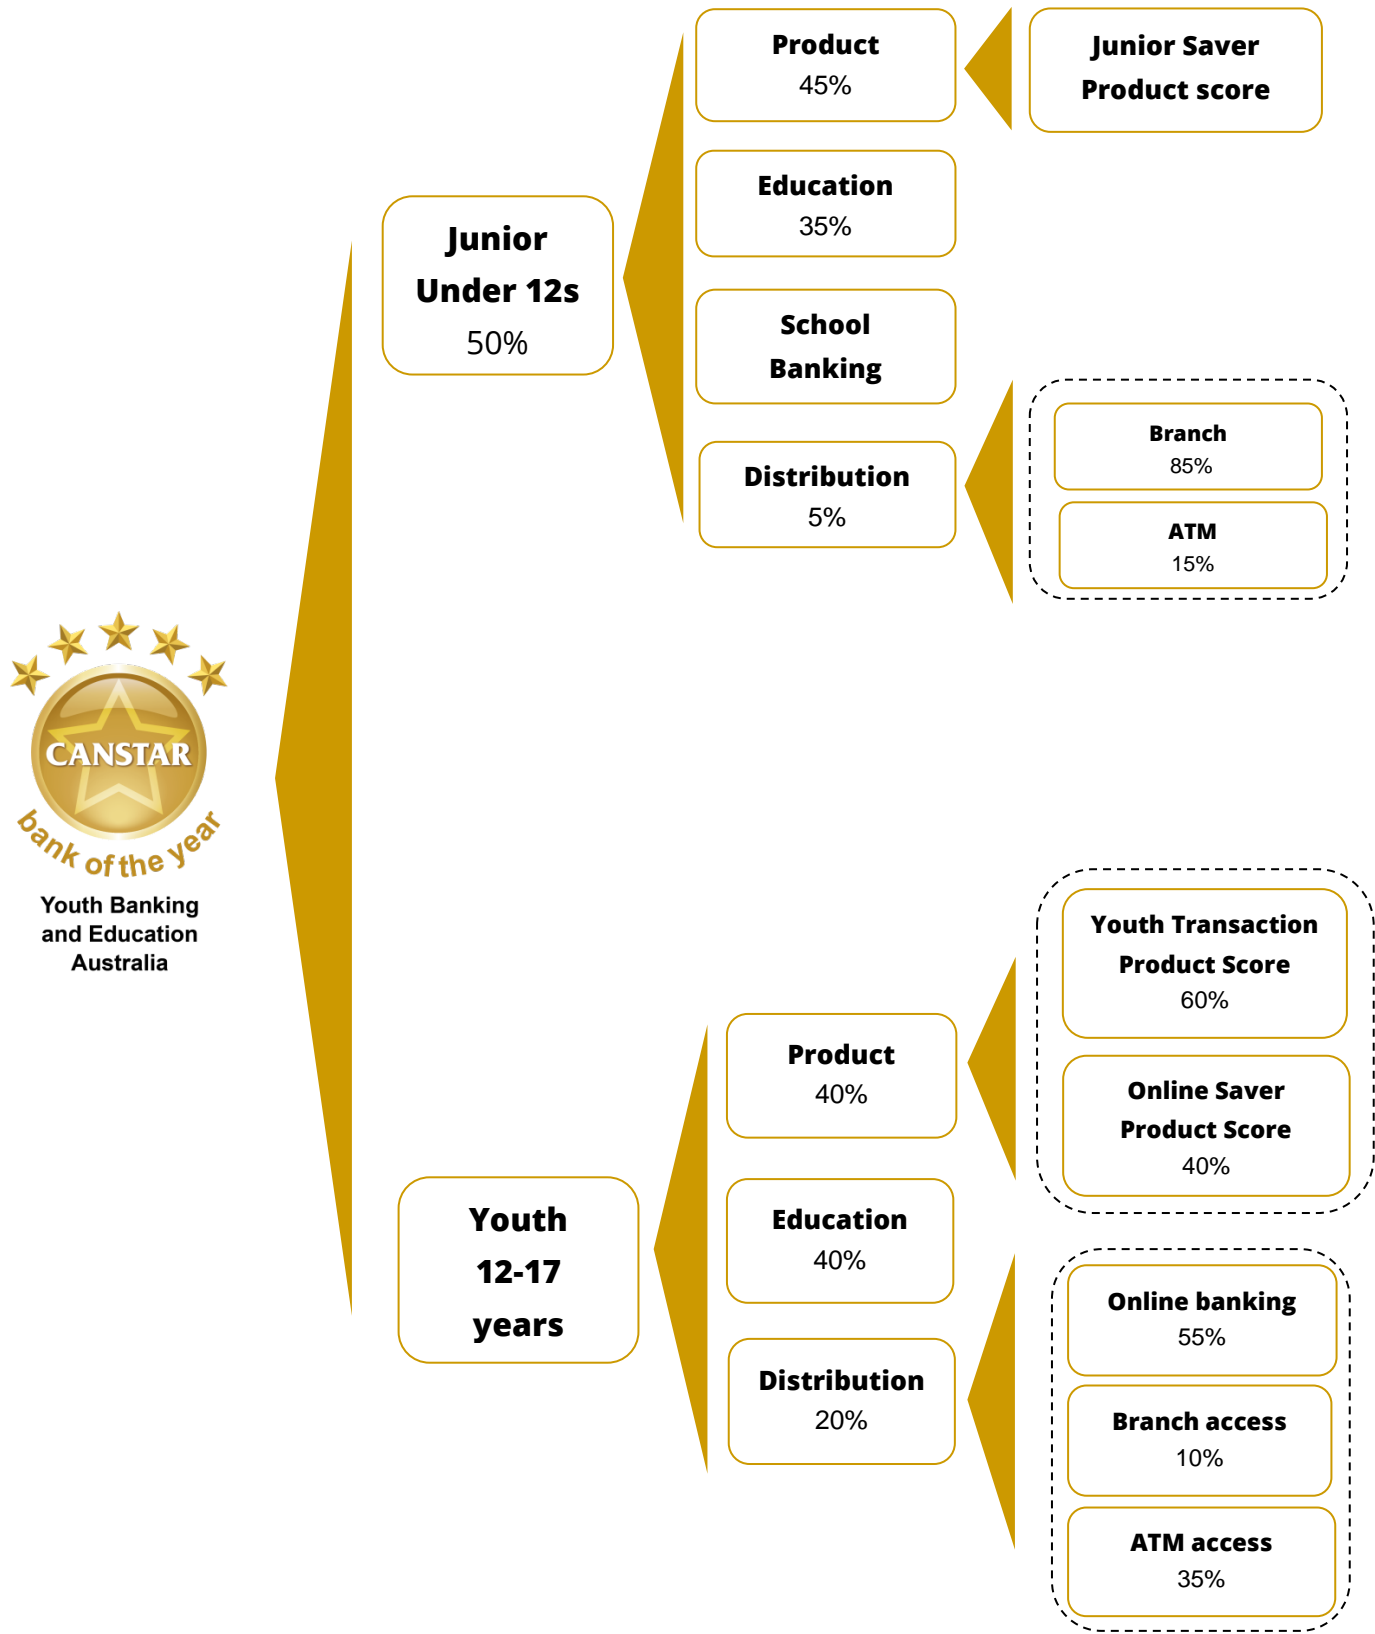 Product
45%
Junior Saver
Product score
Education
35%
Junior
Under 12s
50%
School
Banking
Distribution
5%
Branch
85%
ATM
15%
CANSTAR
bank of the year
Youth Banking
and Education
Australia
Youth Transaction
Product Score
60%
Product
40%
Online Saver
Product Score
40%
Youth
12-17
years
Education
40%
Distribution
20%
Online banking
55%
Branch access
10%
ATM access
35%